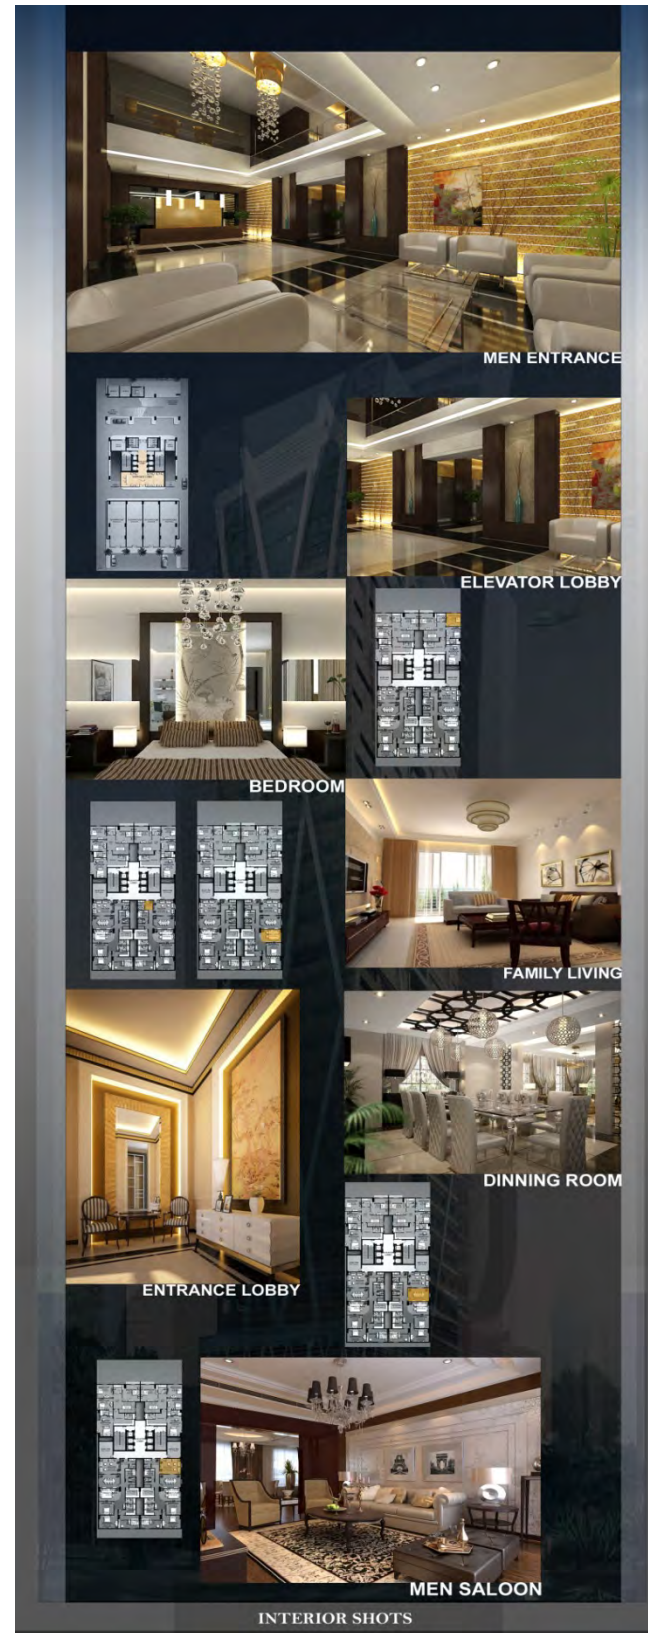 MEN ENTRANCE
ELEVATOR LOBBY
BEDROOM
FAMILY LIVING
DINNING ROOM
ENTRANCE LOBBY
MEN SALOON
INTERIOR SHOTS